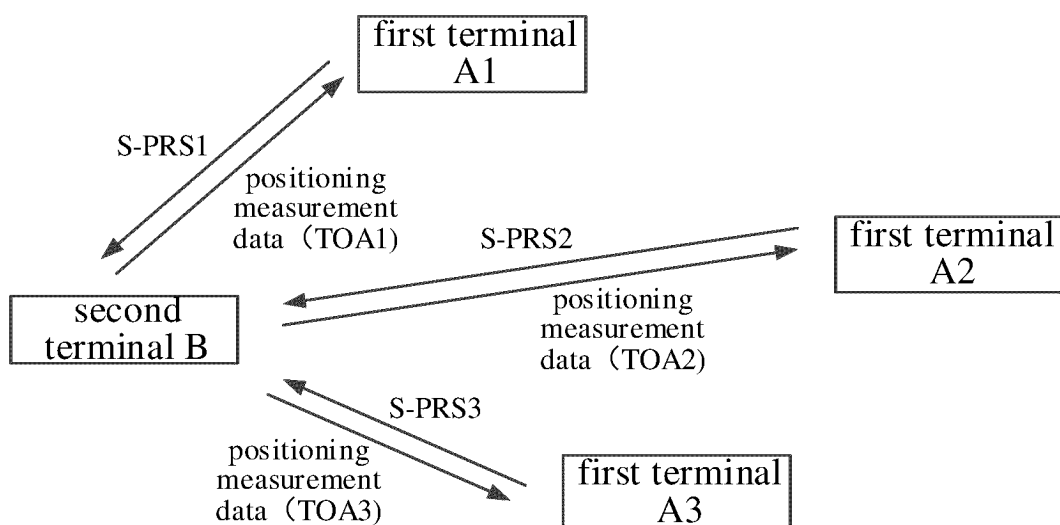 first terminal
A1
S-PRS1
positioning
measurement
data（TOA1)
S-PRS2
first terminal
A2
second
terminal B
positioning
measurement
data（TOA2)
S-PRS3
positioning
measurement
data（TOA3)
first terminal
A3